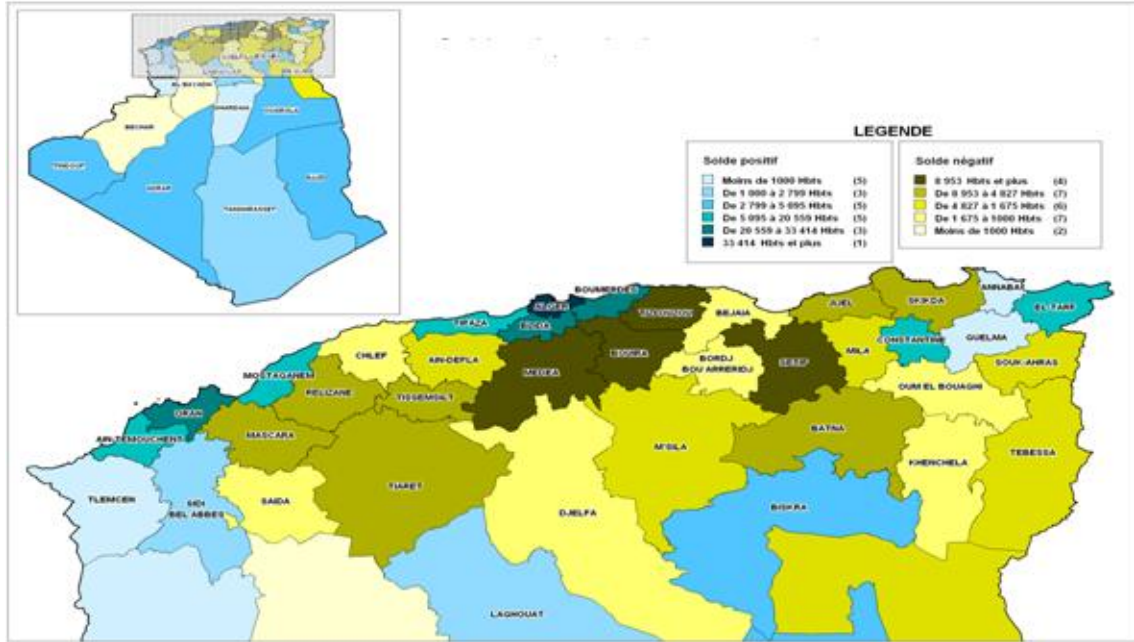 EL BAYADH
GHARDAIA
OUARGLA
BECHAR
TINDOUF
ADRAR
ILLIZI
TAMANRASSET
LEGENDE
Solde positif
Moins de 1000 Hbts (5)
De 1 000 à 2 799 Hbts (3)
De 2 799 à 5 095 Hbts (5)
De 5 095 à 20 559 Hbts (5)
De 20 559 à 33 414 Hbts (3)
33 414 Hbts et plus (1)
Solde négatif
8 953 Hbts et plus (4)
De 8 953 à 4 827 Hbts (7)
De 4 827 à 1 675 Hbts (6)
De 1 675 à 1000 Hbts (7)
Moins de 1000 Hbts (2)
BOUMERDES
ANNABA
ALGER
TIZI OUZOU
JIJEL
SKIKDA
EL-TARF
TIPAZA
BLIDA
BEJAIA
CONSTANTINE
GUELMA
CHLEF
AIN-DEFLA
BOUIRA
BORDJ
BOU ARRERIDJ
SETIF
MILA
SOUK-AHRAS
MOSTAGANEM
MEDEA
OUM EL BOUAGHI
RELIZANE
TISSEMSILT
ORAN
AIN-TEMOUCHENT
MASCARA
BATNA
M'SILA
KHENCHELA
TEBESSA
TLEMCEN
SIDI
BEL ABBES
SAIDA
TIARET
DJELFA
BISKRA
LAGHOUAT